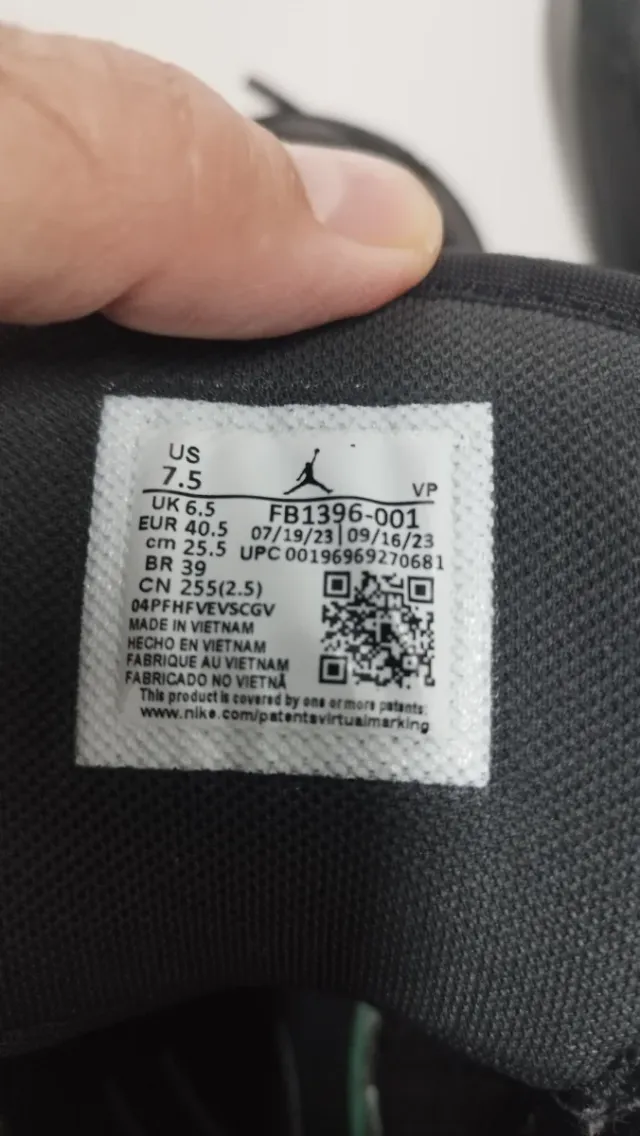 US
7.5
VP
UK 6.5
FB1396-001
EUR 40.5
07/19/23|09/16/23
cm 25.5
UPC 00196969270681
BR 39
CN 255(2.5)
04PFHFVEVSCGV
MADE IN VIETNAM
HECHO EN VIETNAM
FABRIQUE AU VIETNAM
FABRICADO NO VIETNÃ
This product is covered by one or more patents:
www.nike.com/patentsvirtualmarking